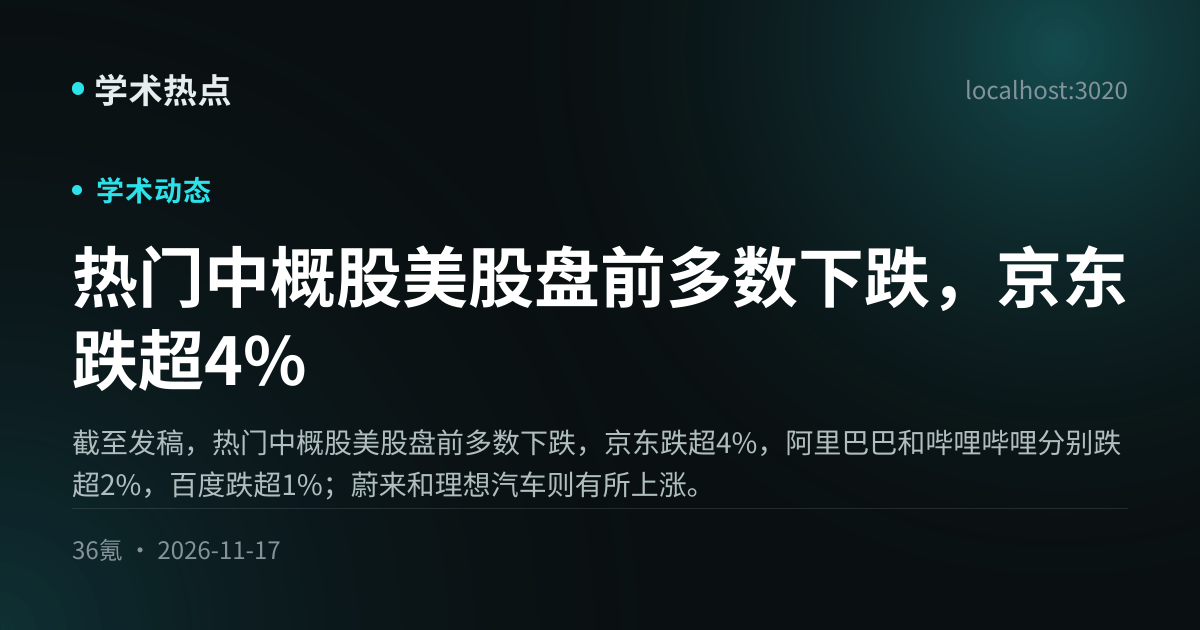 学术热点
localhost:3020
学术动态
热门中概股美股盘前多数下跌，京东
跌超4%
截至发稿，热门中概股美股盘前多数下跌，京东跌超4%，阿里巴巴和哔哩哔哩分别跌
超2%，百度跌超1%；蔚来和理想汽车则有所上涨。
36氪 · 2026-11-17